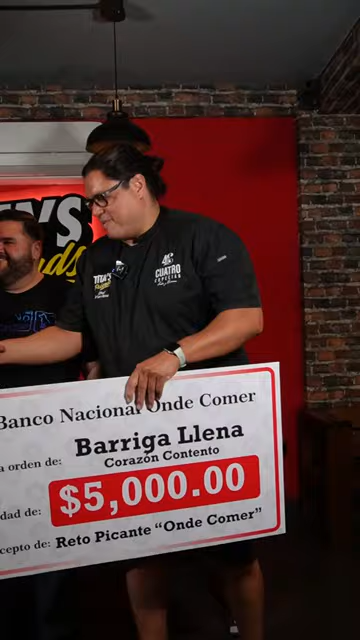 Banco Nacional Onde Comer
a orden de: Barriga Llena
Corazón Contento
dad de: $5,000.00
cepto de: Reto Picante "Onde Comer"
CUATRO
ESPECIAS